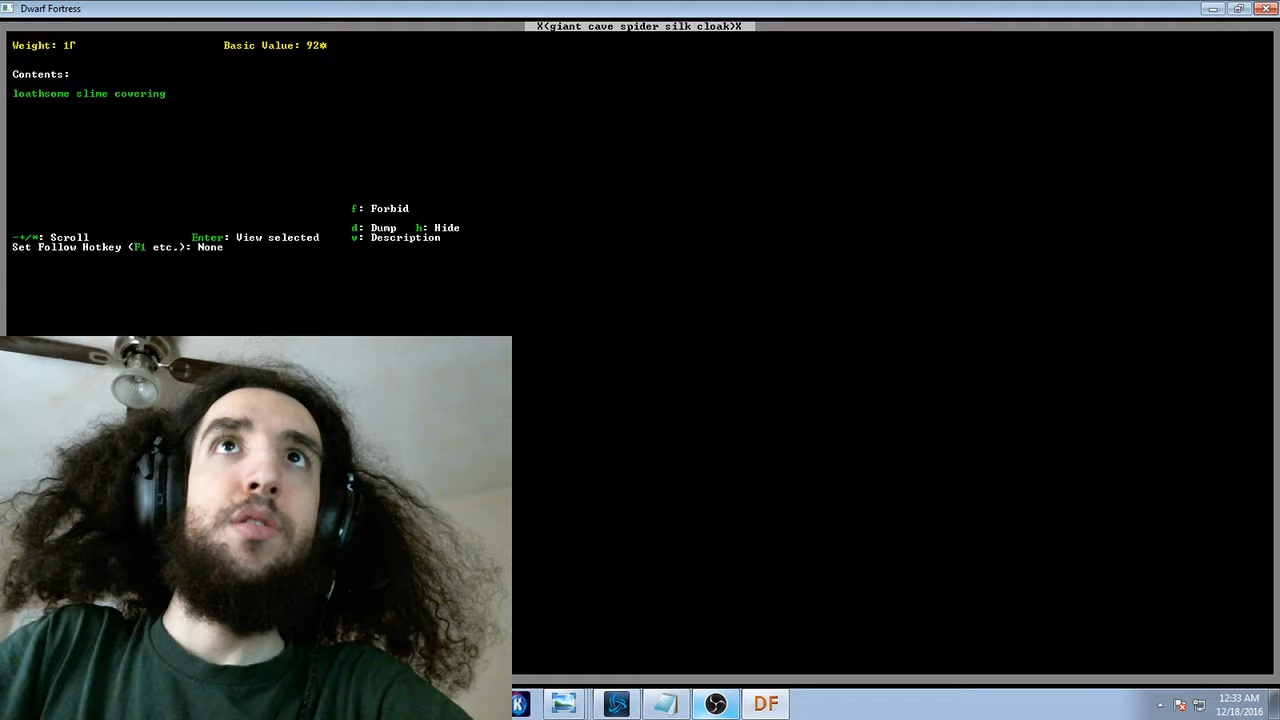 Dwarf Fortress
X(giant cave spider silk cloak)X
Weight: 1Γ Basic Value: 92☼
Contents:
loathsome slime covering
f: Forbid
d: Dump h: Hide
-+/*: Scroll Enter: View selected v: Description
Set Follow Hotkey (F1 etc.): None
K
DF
12:33 AM
12/18/2016